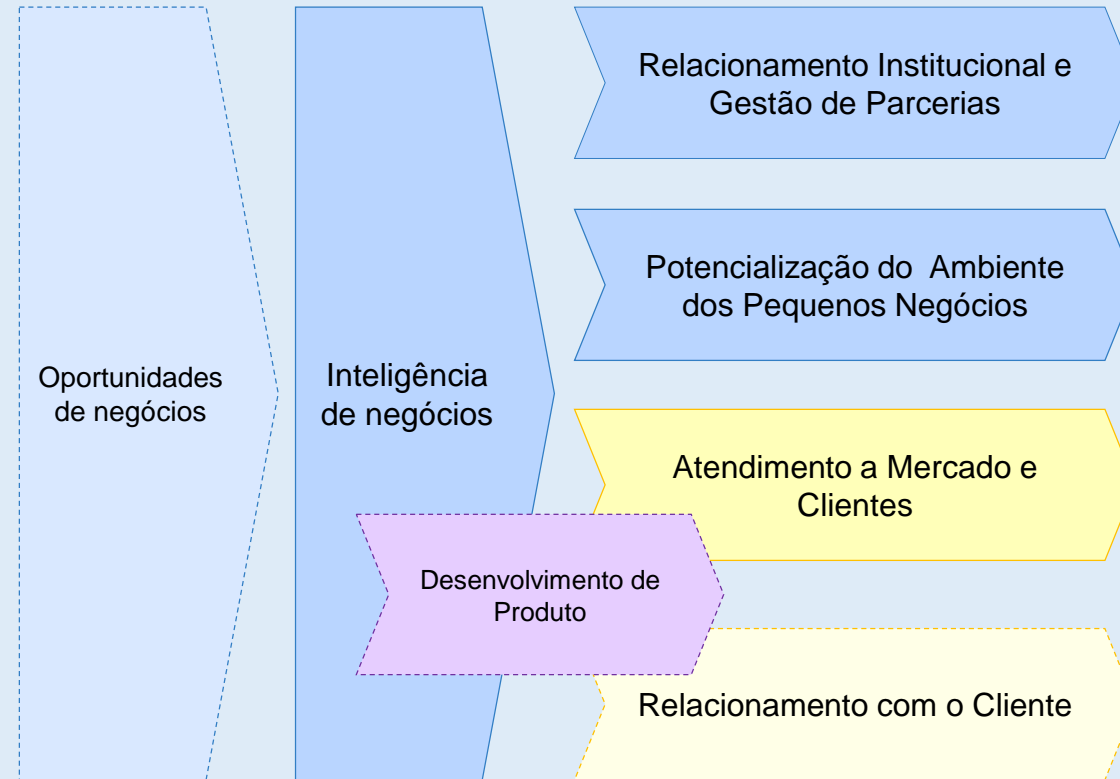 Oportunidades
de negócios
Inteligência
de negócios
Relacionamento Institucional e
Gestão de Parcerias
Potencialização do  Ambiente
dos Pequenos Negócios
Atendimento a Mercado e
Clientes
Desenvolvimento de
Produto
Relacionamento com o Cliente